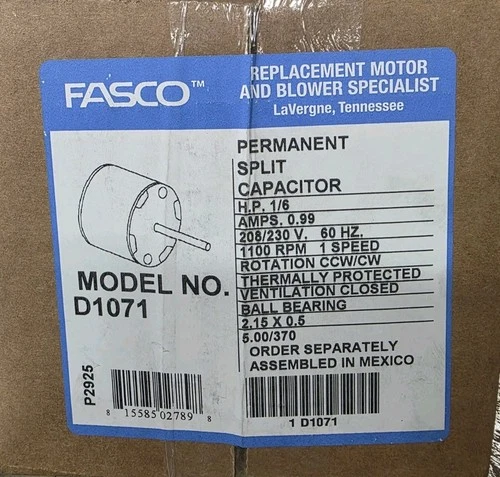 FASCO™
REPLACEMENT MOTOR
AND BLOWER SPECIALIST
LaVergne, Tennessee
PERMANENT
SPLIT
CAPACITOR
H.P. 1/6
AMPS. 0.99
208/230 V. 60 HZ.
1100 RPM 1 SPEED
ROTATION CCW/CW
THERMALLY PROTECTED
VENTILATION CLOSED
BALL BEARING
2.15 X 0.5
5.00/370
ORDER SEPARATELY
ASSEMBLED IN MEXICO
MODEL NO.
D1071
P2925
8 15585 02789 8
1 D1071